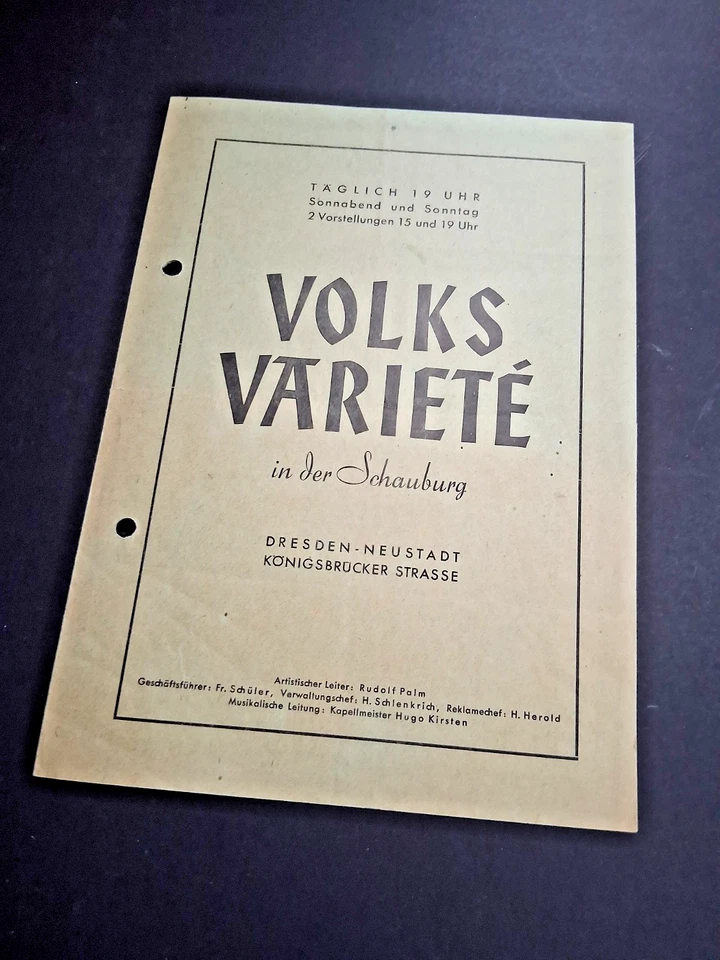 TÄGLICH 19 UHR
Sonnabend und Sonntag
2 Vorstellungen 15 und 19 Uhr
VOLKS
VARIETÉ
in der Schauburg
DRESDEN-NEUSTADT
KÖNIGSBRÜCKER STRASSE
Artistischer Leiter: Rudolf Palm
Geschäftsführer: Fr. Schüler, Verwaltungschef: H. Schlenkrich, Reklamechef: H. Herold
Musikalische Leitung: Kapellmeister Hugo Kirsten